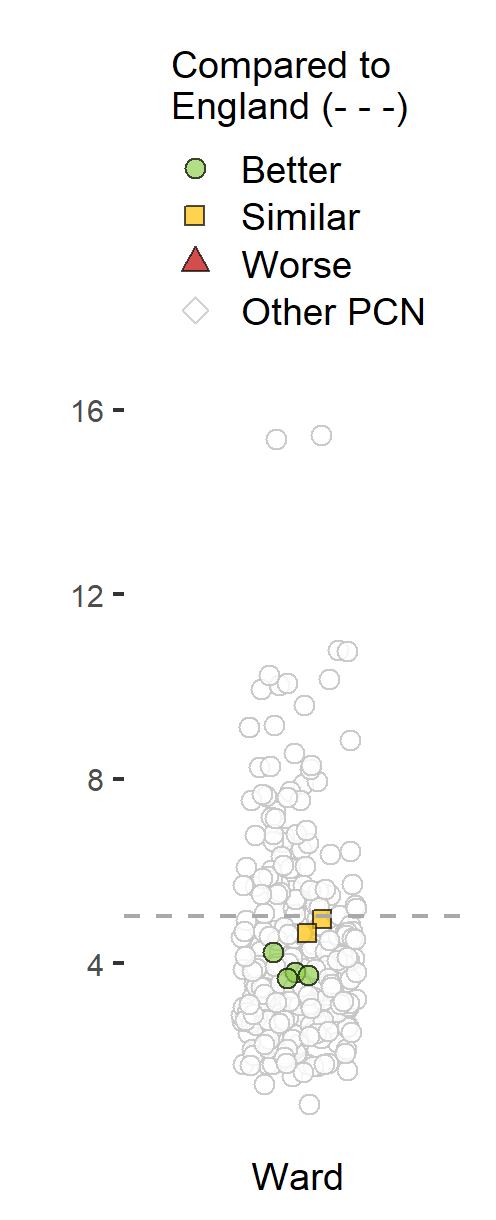 Compared to
England (- - -)
Better
Similar
Worse
Other PCN
16
12
8
4
Ward